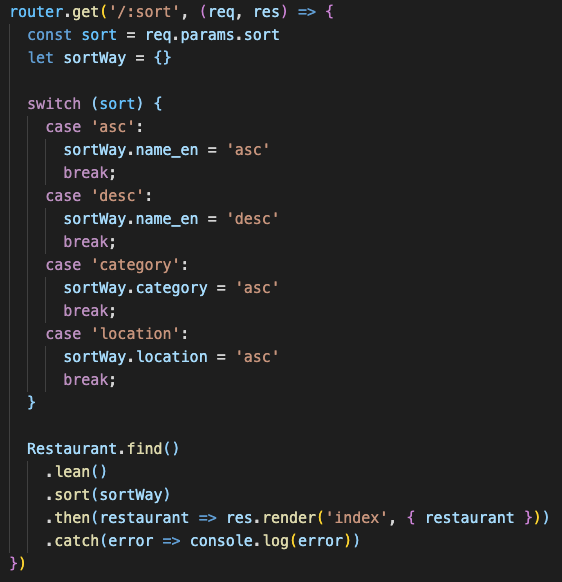 router.get('/:sort', (req, res) => {
  const sort = req.params.sort
  let sortWay = {}

  switch (sort) {
    case 'asc':
      sortWay.name_en = 'asc'
      break;
    case 'desc':
      sortWay.name_en = 'desc'
      break;
    case 'category':
      sortWay.category = 'asc'
      break;
    case 'location':
      sortWay.location = 'asc'
      break;
  }

  Restaurant.find()
    .lean()
    .sort(sortWay)
    .then(restaurant => res.render('index', { restaurant }))
    .catch(error => console.log(error))
})